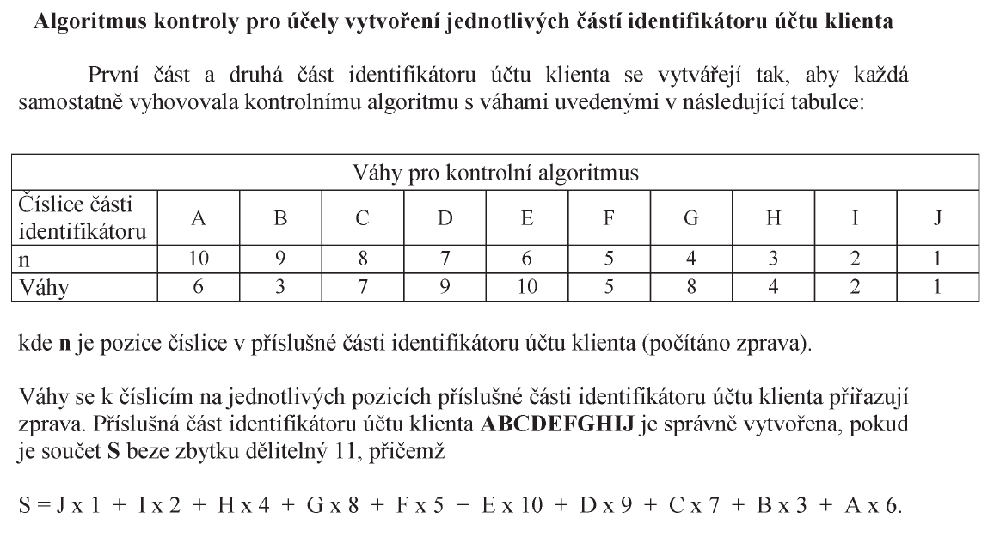 Algoritmus kontroly pro účely vytvoření jednotlivých částí identifikátoru účtu klienta
První část a druhá část identifikátoru účtu klienta se vytvářejí tak, aby každá
samostatně vyhovovala kontrolnímu algoritmu s váhami uvedenými v následující tabulce:
Váhy pro kontrolní algoritmus
Číslice části
identifikátoru A B C D E F G H I J
n 10 9 8 7 6 5 4 3 2 1
Váhy 6 3 7 9 10 5 8 4 2 1
kde n je pozice číslice v příslušné části identifikátoru účtu klienta (počítáno zprava).
Váhy se k číslicím na jednotlivých pozicích příslušné části identifikátoru účtu klienta přiřazují
zprava. Příslušná část identifikátoru účtu klienta ABCDEFGHIJ je správně vytvořena, pokud
je součet S beze zbytku dělitelný 11, přičemž
S = J x 1 + I x 2 + H x 4 + G x 8 + F x 5 + E x 10 + D x 9 + C x 7 + B x 3 + A x 6.